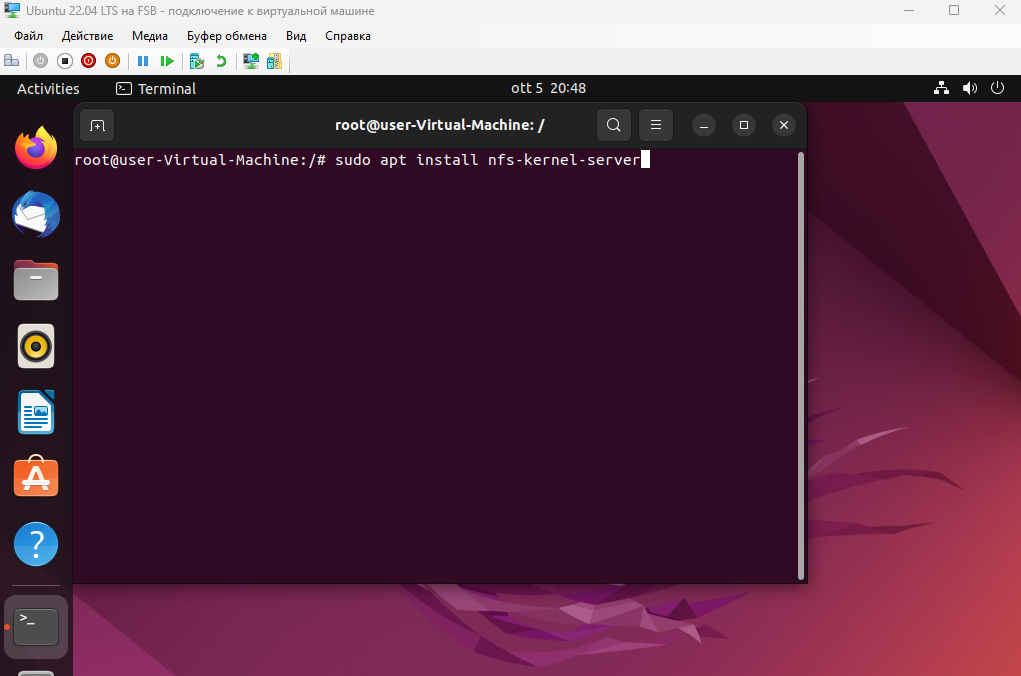 Ubuntu 22.04 LTS на FSB - подключение к виртуальной машине
Файл Действие Медиа Буфер обмена Вид Справка
Activities Terminal ott 5 20:48
root@user-Virtual-Machine: /
root@user-Virtual-Machine:/# sudo apt install nfs-kernel-server